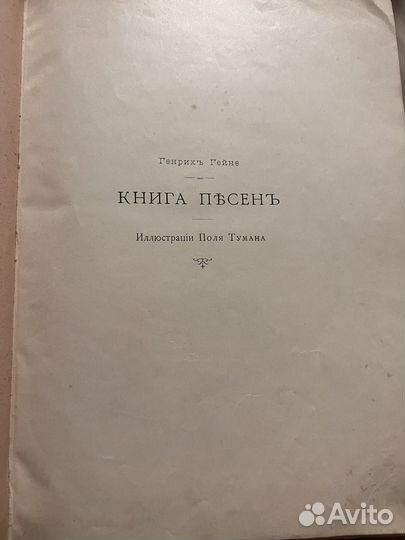 Генрихъ Гейне
КНИГА ПѢСЕНЪ
Иллюстраціи Поля Тумана
Avito